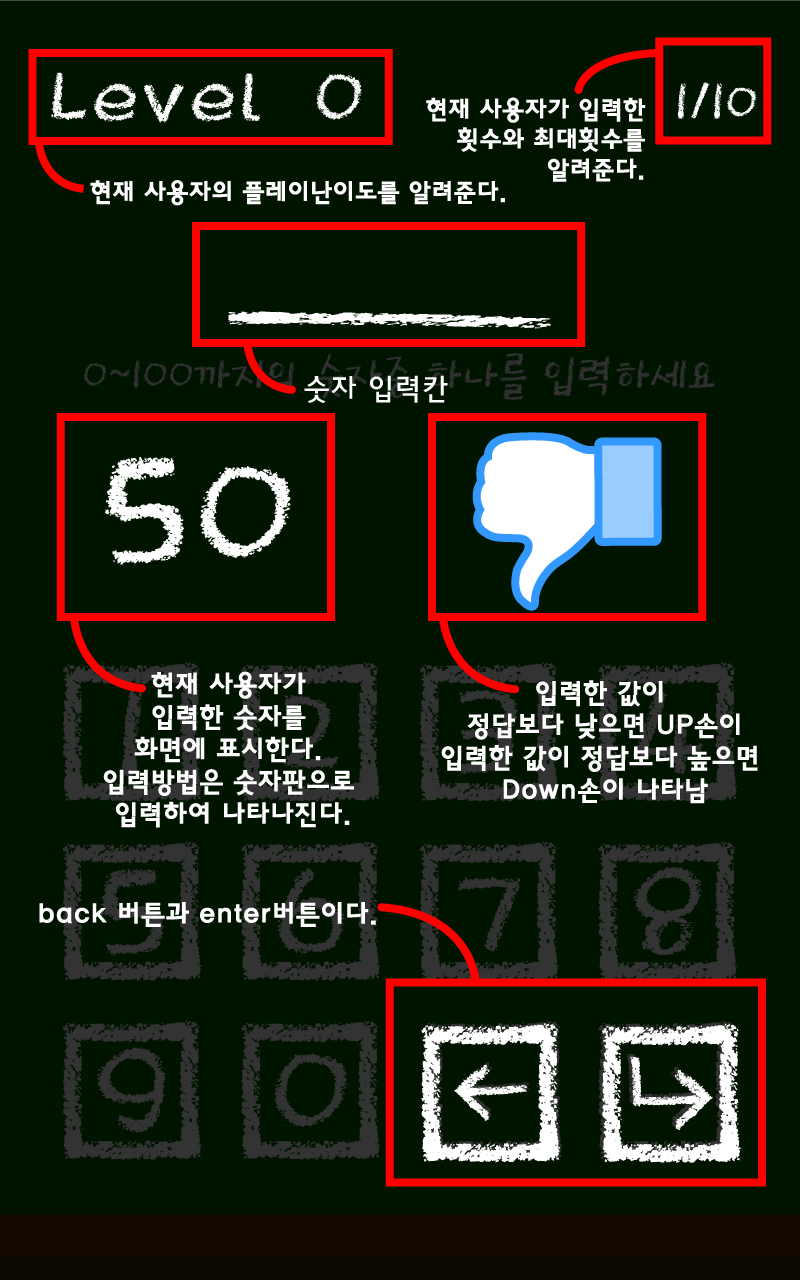 Level 0
1/10
현재 사용자가 입력한
횟수와 최대횟수를
알려준다.
현재 사용자의 플레이난이도를 알려준다.
0~100까지의 숫자중 하나를 입력하세요
숫자 입력칸
50
현재 사용자가
입력한 숫자를
화면에 표시한다.
입력방법은 숫자판으로
입력하여 나타나진다.
입력한 값이
정답보다 낮으면 UP손이
입력한 값이 정답보다 높으면
Down손이 나타남
1 2 3 4
back 버튼과 enter버튼이다.
5 6 7 8
9 0